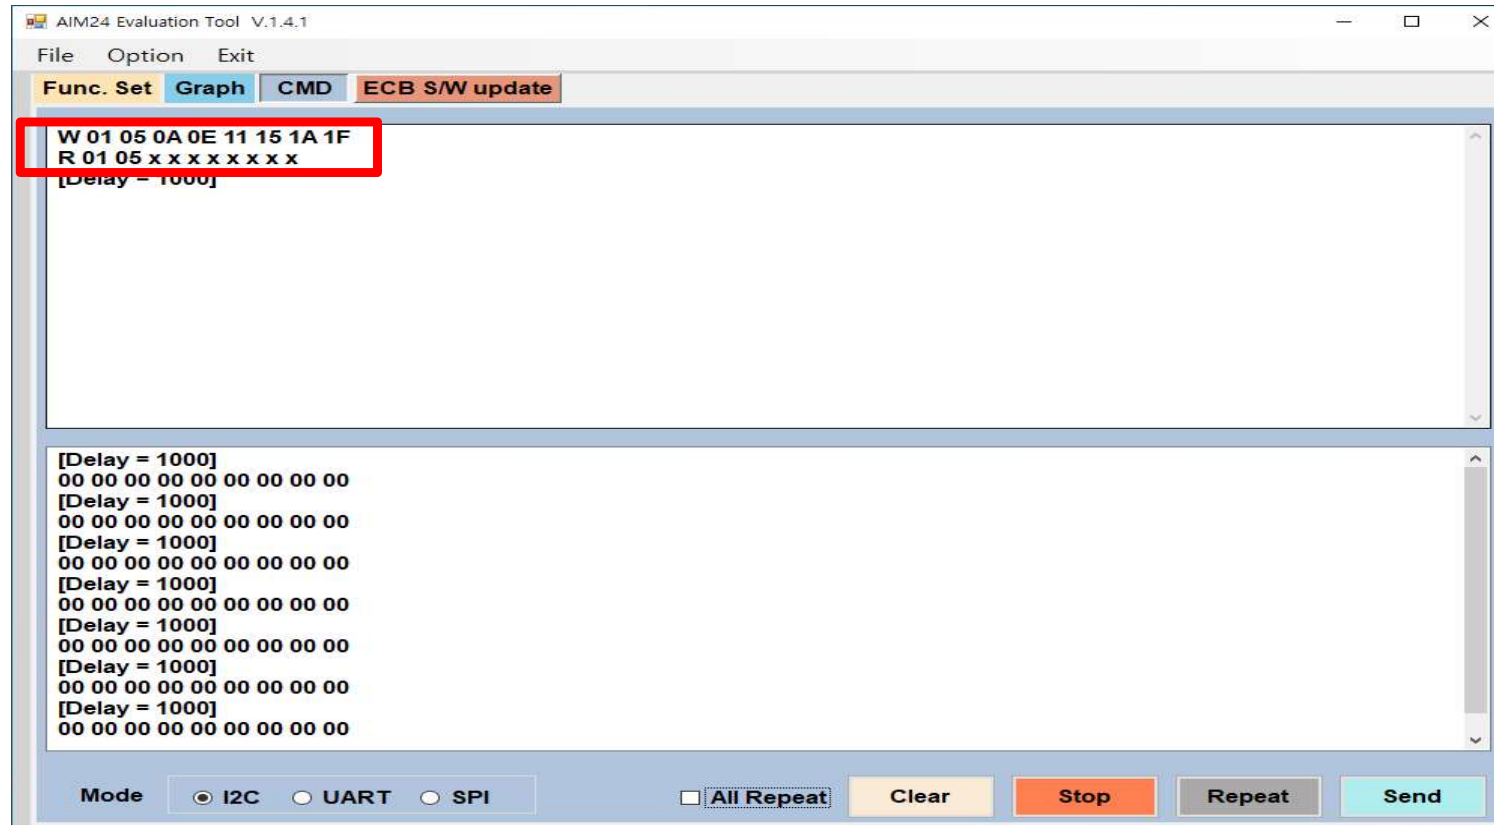 AIM24 Evaluation Tool V.1.4.1
File Option Exit
Func. Set Graph CMD ECB S/W update
W 01 05 0A 0E 11 15 1A 1F
R 01 05 x x x x x x x x
[Delay = 1000]
[Delay = 1000]
00 00 00 00 00 00 00 00 00
[Delay = 1000]
00 00 00 00 00 00 00 00 00
[Delay = 1000]
00 00 00 00 00 00 00 00 00
[Delay = 1000]
00 00 00 00 00 00 00 00 00
[Delay = 1000]
00 00 00 00 00 00 00 00 00
[Delay = 1000]
00 00 00 00 00 00 00 00 00
[Delay = 1000]
00 00 00 00 00 00 00 00 00
Mode I2C UART SPI All Repeat Clear Stop Repeat Send